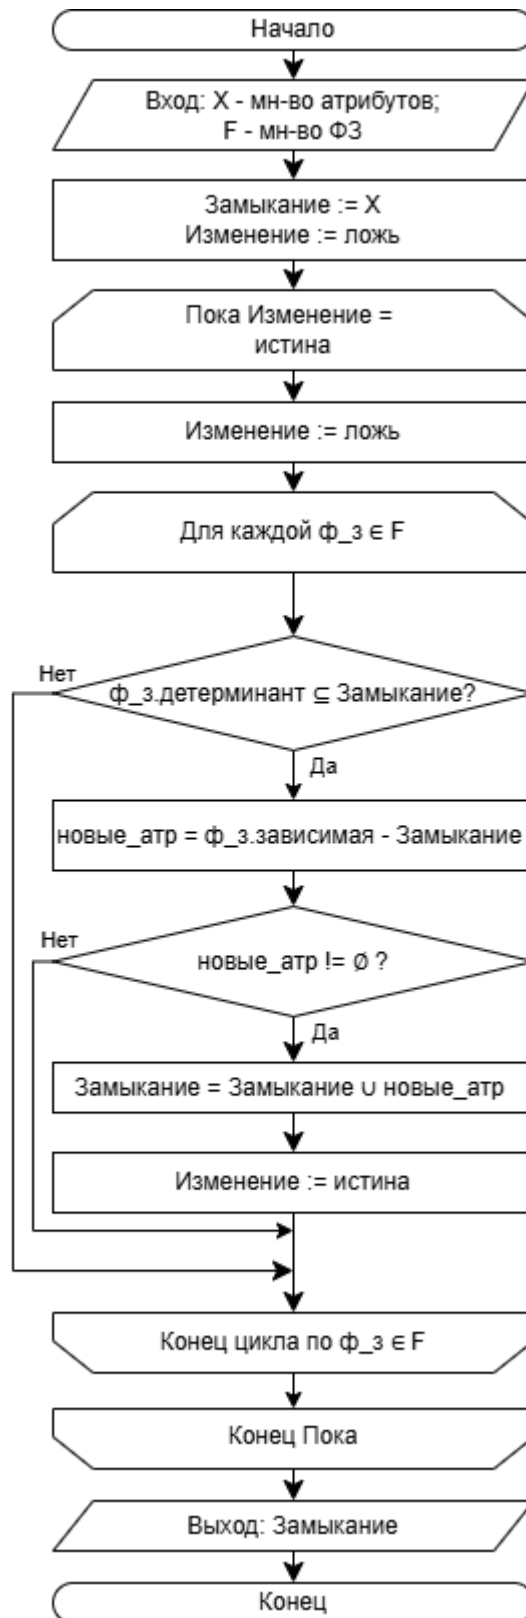 Начало
Вход: X - мн-во атрибутов;
F - мн-во ФЗ
Замыкание := X
Изменение := ложь
Пока Изменение =
истина
Изменение := ложь
Для каждой ф_з ∈ F
Нет
ф_з.детерминант ⊆ Замыкание?
Да
новые_атр = ф_з.зависимая - Замыкание
Нет
новые_атр != ∅ ?
Да
Замыкание = Замыкание ∪ новые_атр
Изменение := истина
Конец цикла по ф_з ∈ F
Конец Пока
Выход: Замыкание
Конец